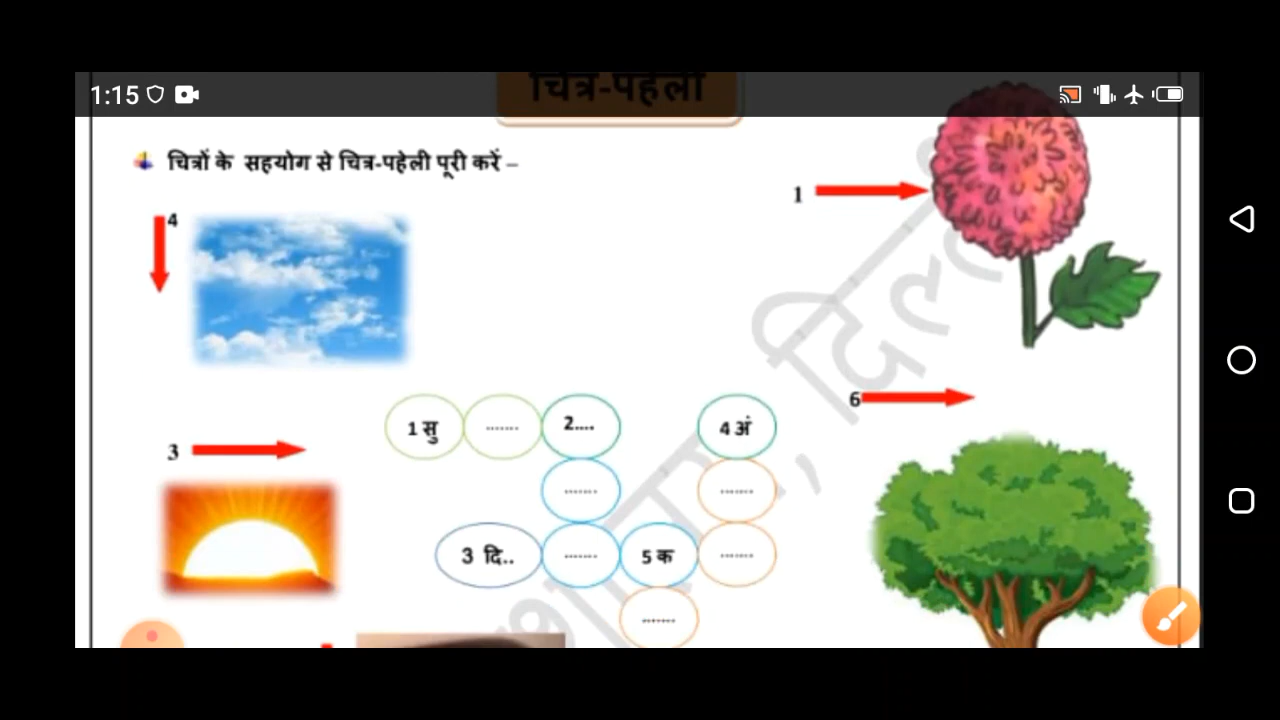 1:15
चित्र-पहेली
चित्रों के सहयोग से चित्र-पहेली पूरी करें –
1
4
6
3
1 सु ....... 2.... 4 अं
....... .......
3 दि.. ....... 5 क .......
.......